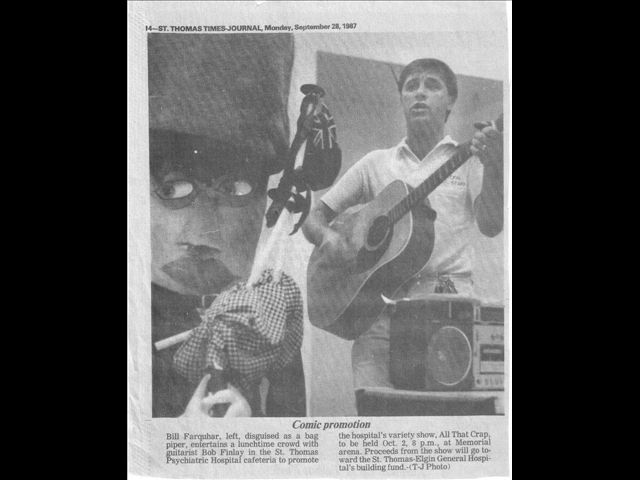 14—ST. THOMAS TIMES-JOURNAL, Monday, September 28, 1987
Comic promotion
Bill Farquhar, left, disguised as a bag
piper, entertains a lunchtime crowd with
guitarist Bob Finlay in the St. Thomas
Psychiatric Hospital cafeteria to promote
the hospital's variety show, All That Crap,
to be held Oct. 2, 8 p.m., at Memorial
arena. Proceeds from the show will go to-
ward the St. Thomas-Elgin General Hospi-
tal's building fund.-(T-J Photo)